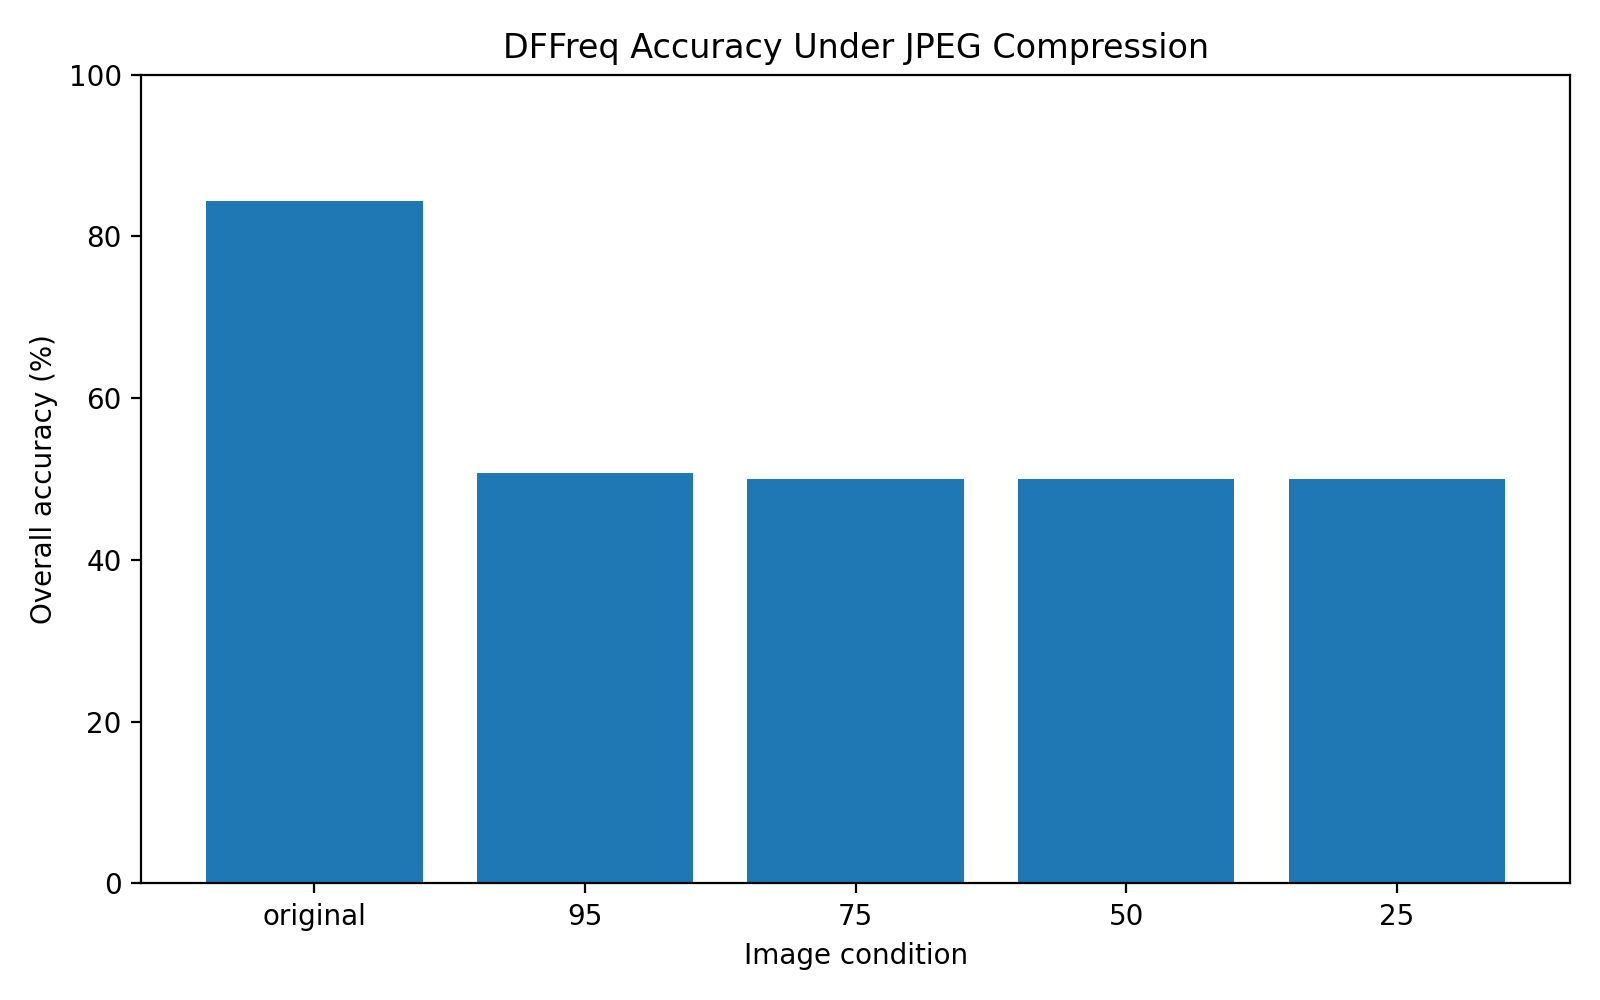 DFFreq Accuracy Under JPEG Compression
100
80
60
40
20
0
Overall accuracy (%)
original 95 75 50 25
Image condition